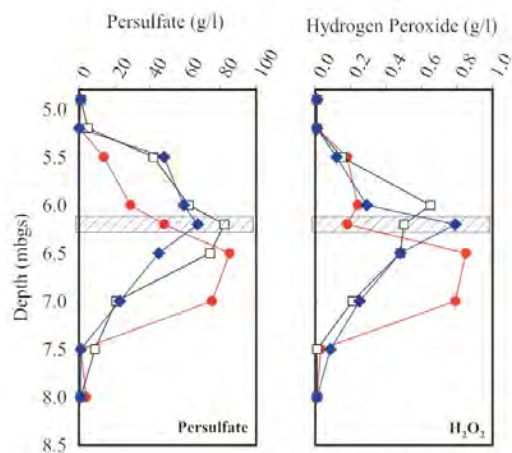 Persulfate (g/l)
Hydrogen Peroxide (g/l)
0 20 40 60 80 100
0.0 0.2 0.4 0.6 0.8 1.0
Depth (mbgs)
5.0
5.5
6.0
6.5
7.0
7.5
8.0
8.5
Persulfate
H₂O₂